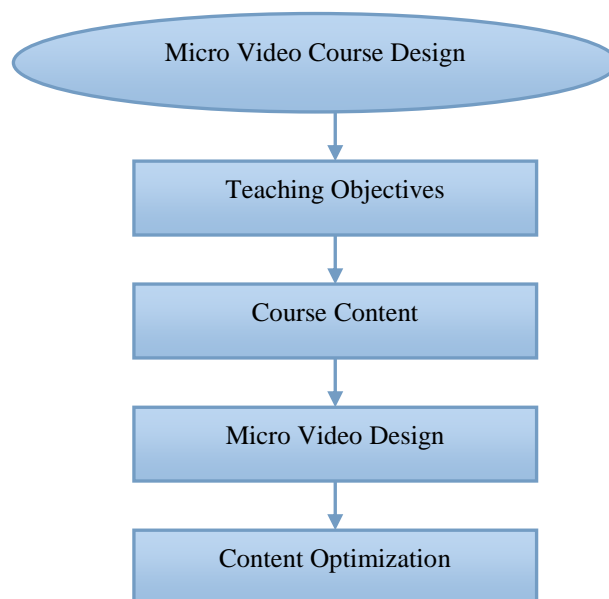 Micro Video Course Design
Teaching Objectives
Course Content
Micro Video Design
Content Optimization